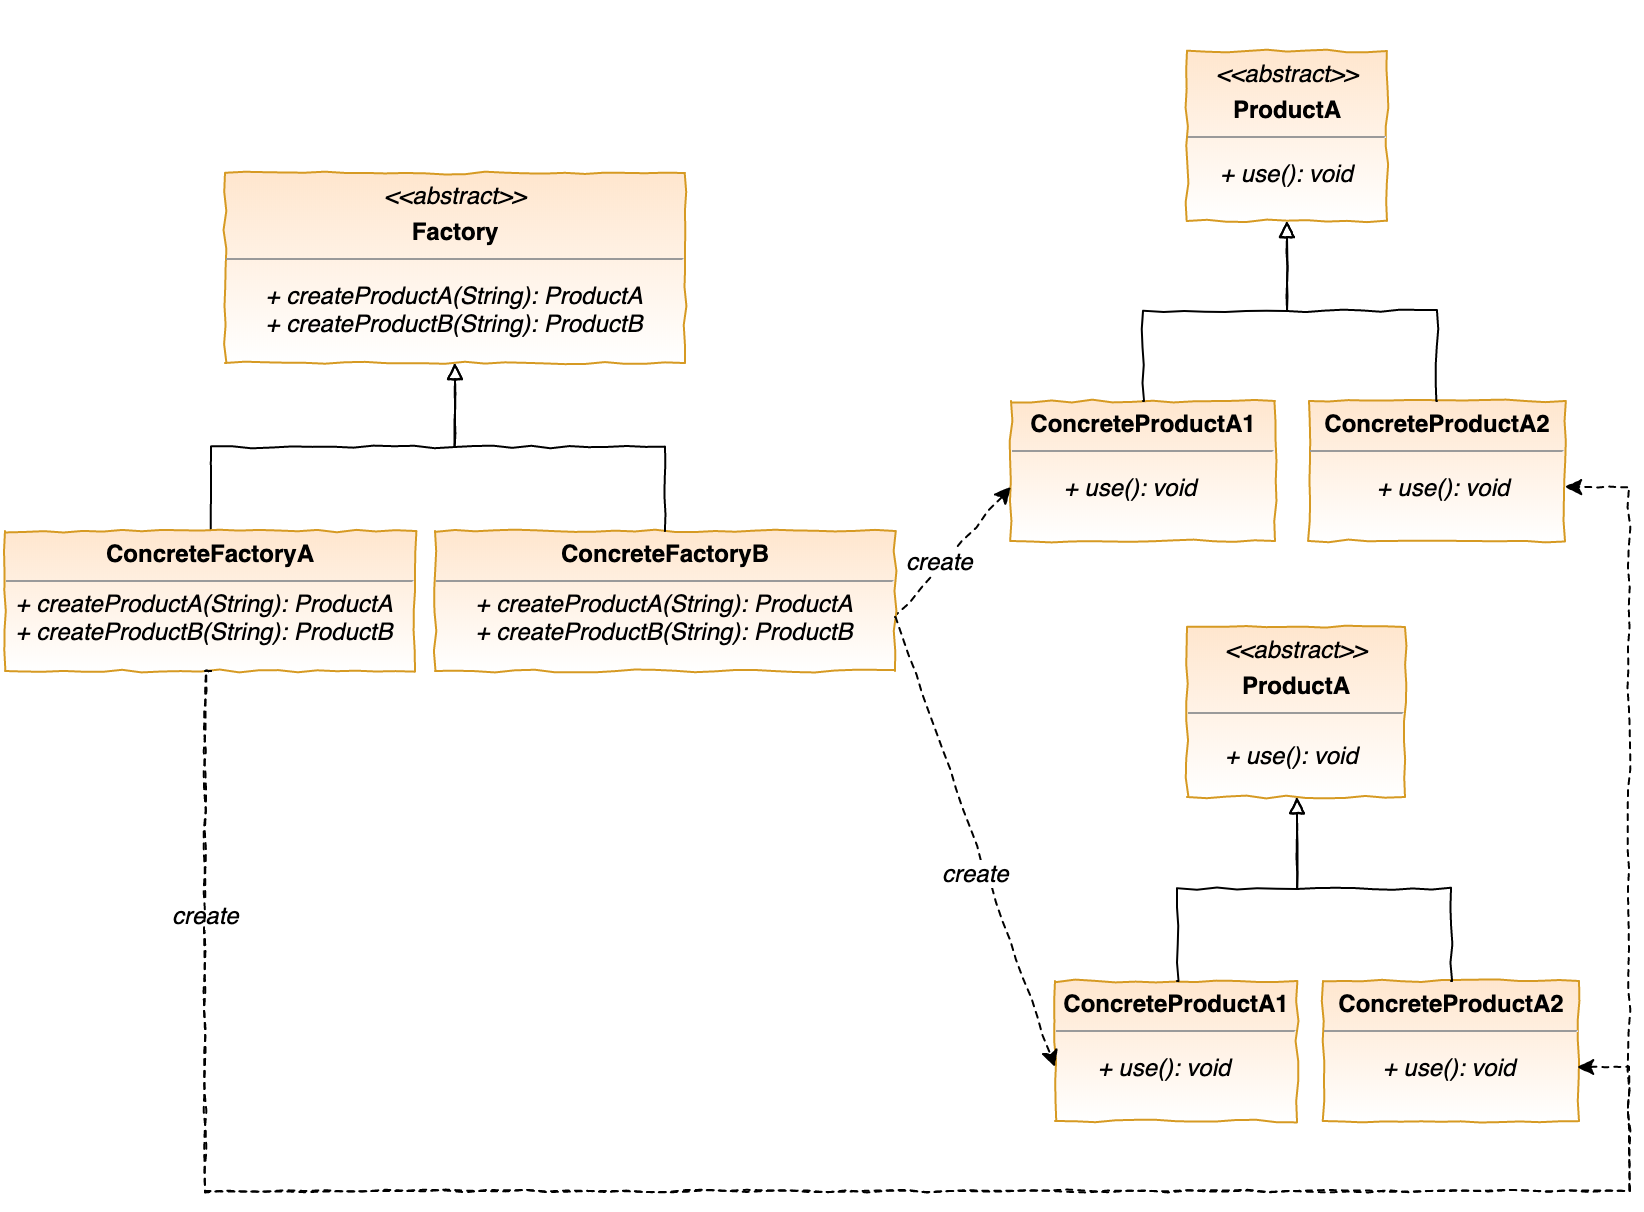 <<abstract>>
Factory
+ createProductA(String): ProductA
+ createProductB(String): ProductB
ConcreteFactoryA
+ createProductA(String): ProductA
+ createProductB(String): ProductB
ConcreteFactoryB
+ createProductA(String): ProductA
+ createProductB(String): ProductB
create
create
create
<<abstract>>
ProductA
+ use(): void
ConcreteProductA1
+ use(): void
ConcreteProductA2
+ use(): void
<<abstract>>
ProductA
+ use(): void
ConcreteProductA1
+ use(): void
ConcreteProductA2
+ use(): void